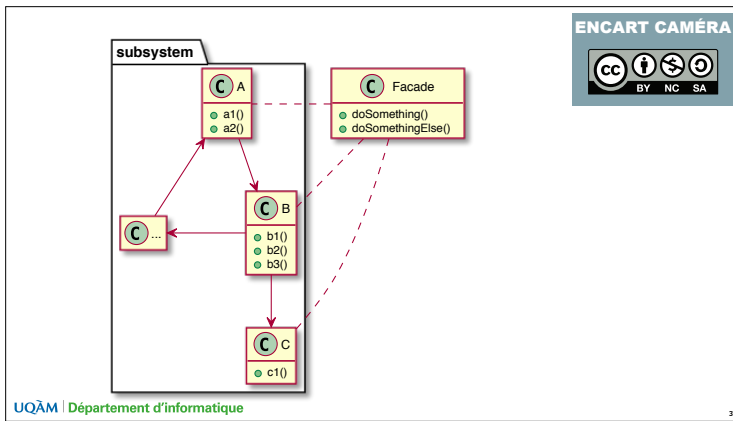 ENCART CAMÉRA
cc
BY NC SA
subsystem
C A
a1()
a2()
C Facade
doSomething()
doSomethingElse()
C B
b1()
b2()
b3()
C ...
C C
c1()
UQÀM Département d'informatique
3